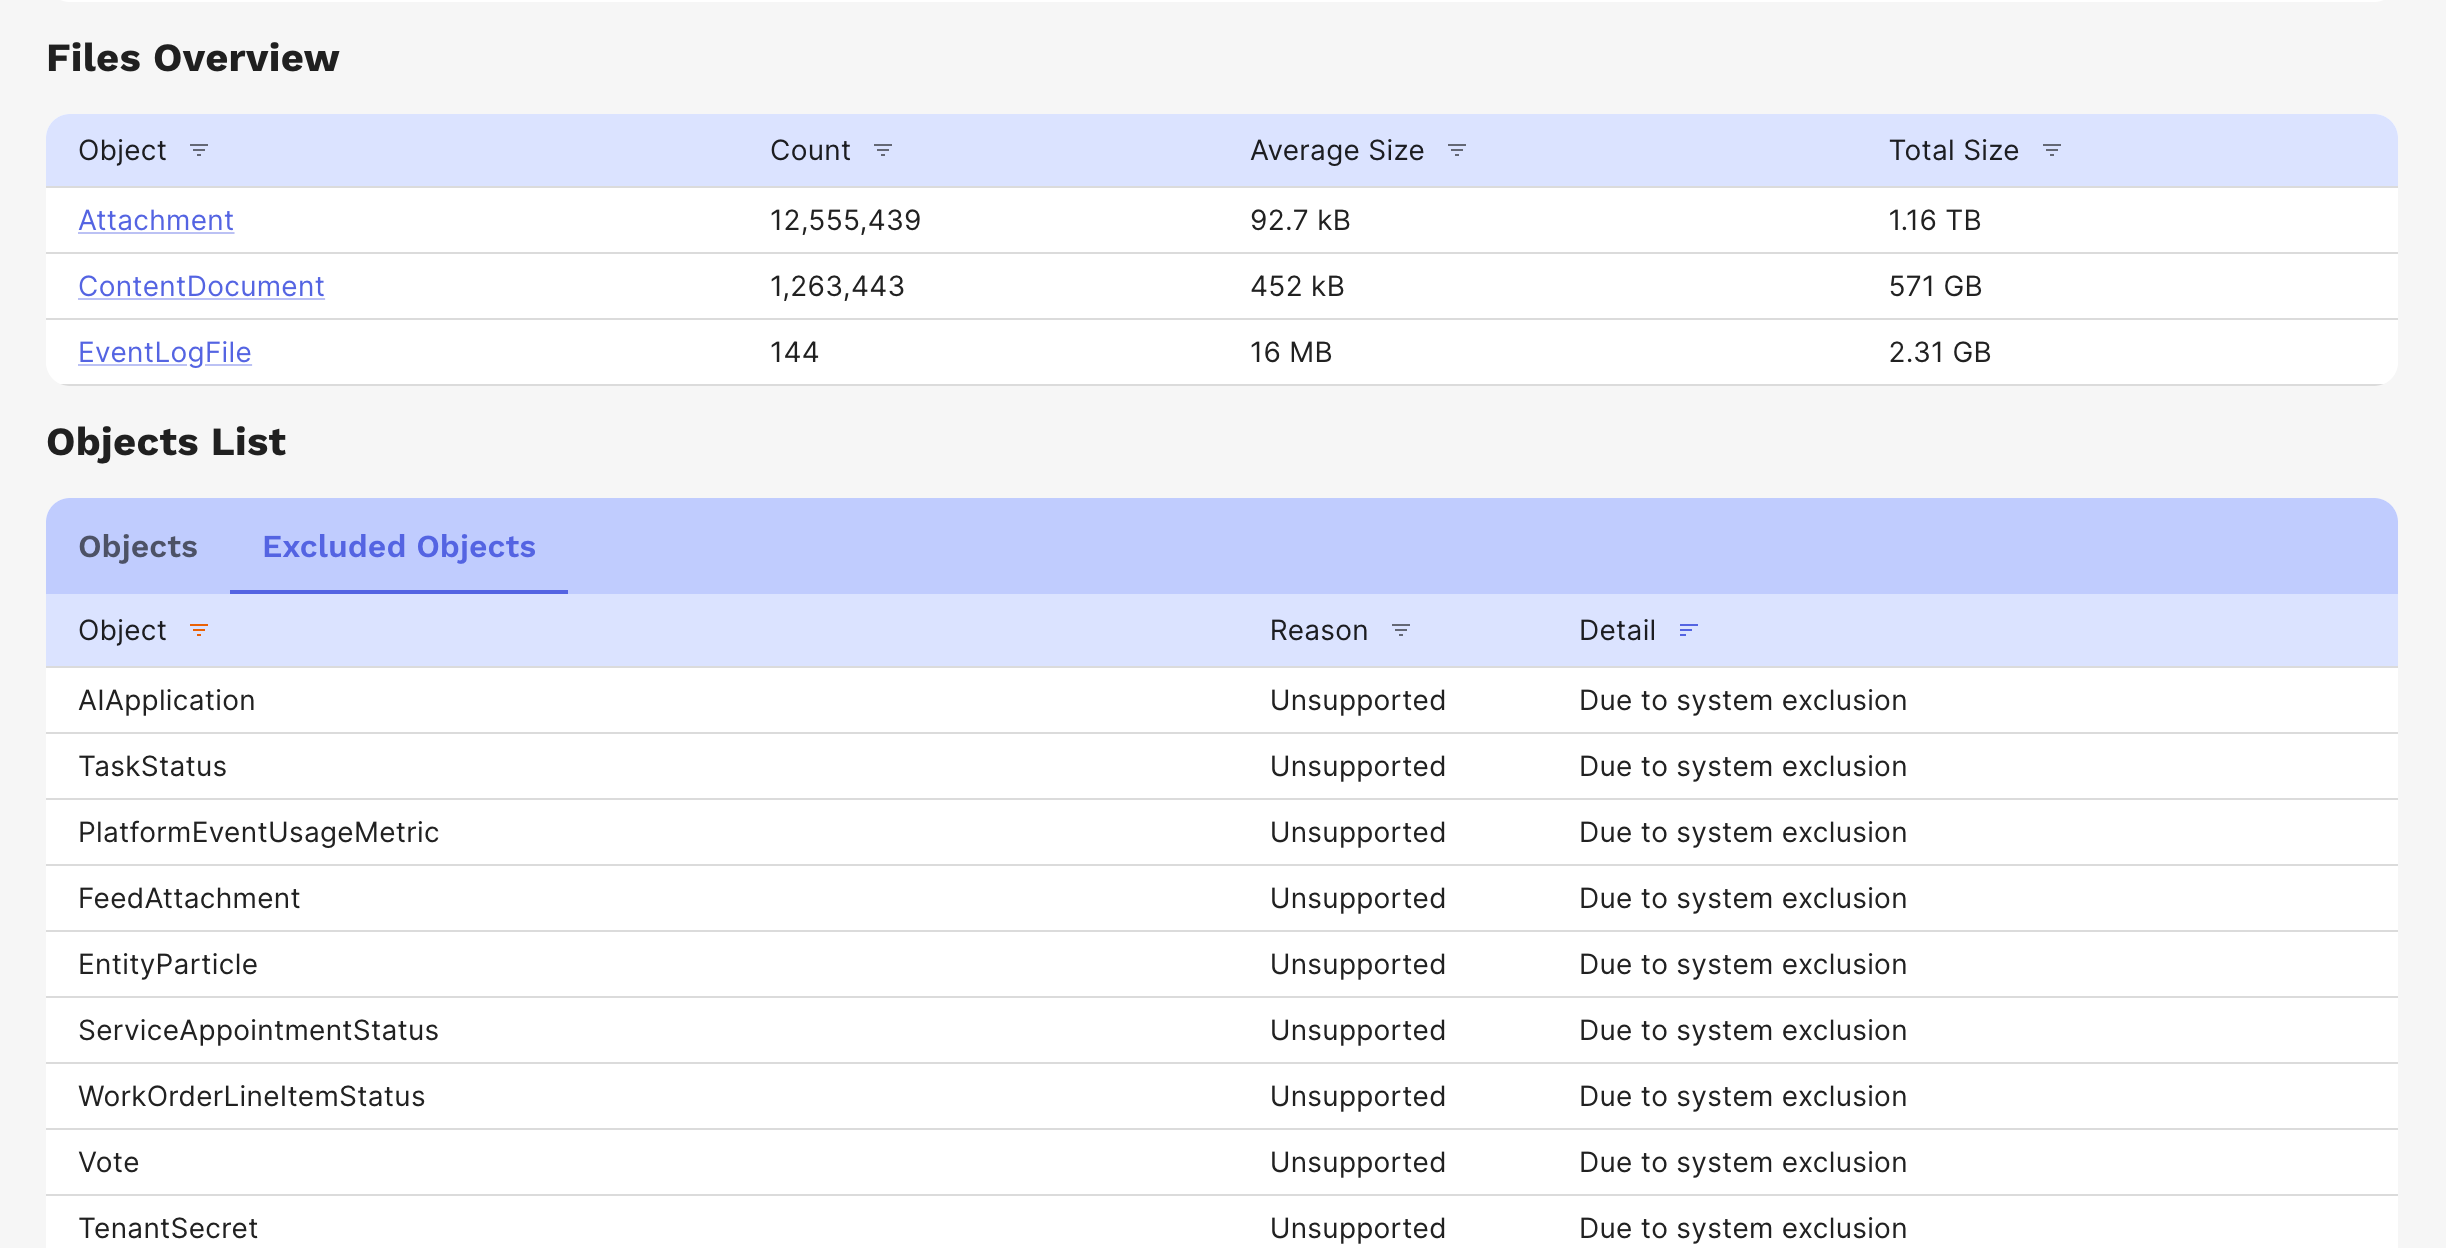 Files Overview
Object Count Average Size Total Size
Attachment 12,555,439 92.7 kB 1.16 TB
ContentDocument 1,263,443 452 kB 571 GB
EventLogFile 144 16 MB 2.31 GB
Objects List
Objects Excluded Objects
Object Reason Detail
AIApplication Unsupported Due to system exclusion
TaskStatus Unsupported Due to system exclusion
PlatformEventUsageMetric Unsupported Due to system exclusion
FeedAttachment Unsupported Due to system exclusion
EntityParticle Unsupported Due to system exclusion
ServiceAppointmentStatus Unsupported Due to system exclusion
WorkOrderLineItemStatus Unsupported Due to system exclusion
Vote Unsupported Due to system exclusion
TenantSecret Unsupported Due to system exclusion